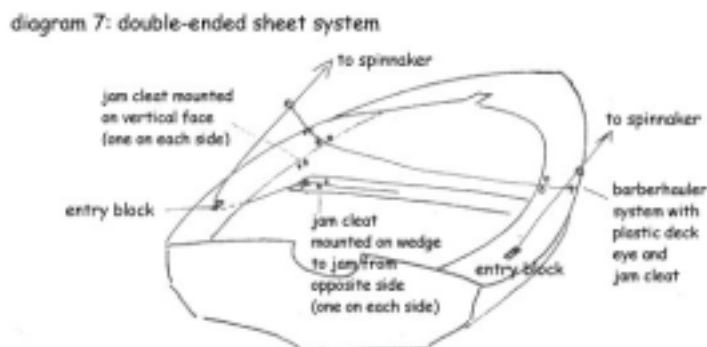 diagram 7: double-ended sheet system
to spinnaker
jam cleat mounted
on vertical face
(one on each side)
to spinnaker
entry block
jam cleat
mounted on wedge
to jam from
opposite side
(one on each side)
entry block
barberhauler
system with
plastic deck
eye and
jam cleat